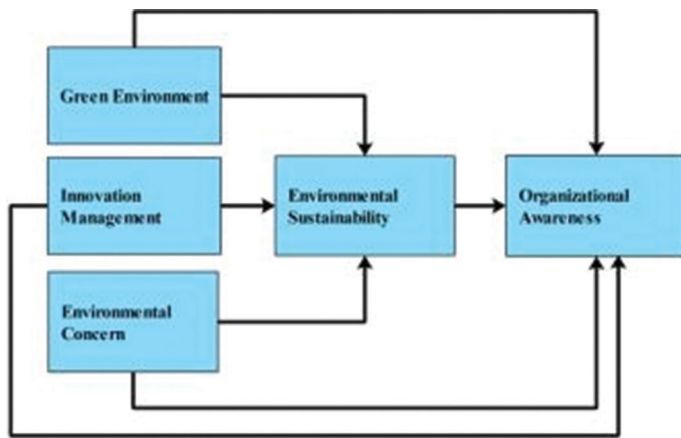 Green Environment
Innovation
Management
Environmental
Sustainability
Organizational
Awareness
Environmental
Concern